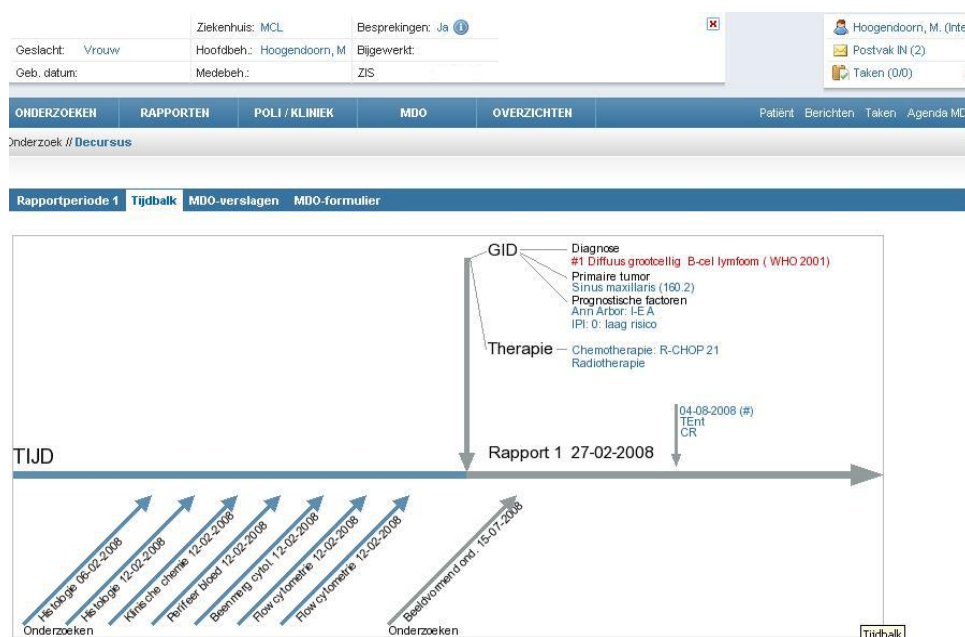 Ziekenhuis: MCL
Besprekingen: Ja
Hoogendoorn, M. (Inte
Geslacht: Vrouw
Hoofdbeh.: Hoogendoorn, M
Bijgewerkt:
Postvak IN (2)
Geb. datum:
Medebeh.:
ZIS
Taken (0/0)
ONDERZOEKEN RAPPORTEN POLI / KLINIEK MDO OVERZICHTEN Patiënt Berichten Taken Agenda MD
Onderzoek // Decursus
Rapportperiode 1 Tijdbalk MDO-verslagen MDO-formulier
GID
Diagnose
#1 Diffuus grootcellig B-cel lymfoom ( WHO 2001)
Primaire tumor
Sinus maxillaris (160.2)
Prognostische factoren
Ann Arbor: I-E A
IPI: 0: laag risico
Therapie
Chemotherapie: R-CHOP 21
Radiotherapie
04-08-2008 (#)
TEnt
CR
TIJD
Rapport 1 27-02-2008
Histologie 06-02-2008
Histologie 12-02-2008
Klinische chemie 12-02-2008
Perifeer bloed 12-02-2008
Beenmerg cytol. 12-02-2008
Flow cytometrie 12-02-2008
Flow cytometrie 12-02-2008
Beeldvormend ond. 15-07-2008
Onderzoeken
Onderzoeken
Tijdbalk